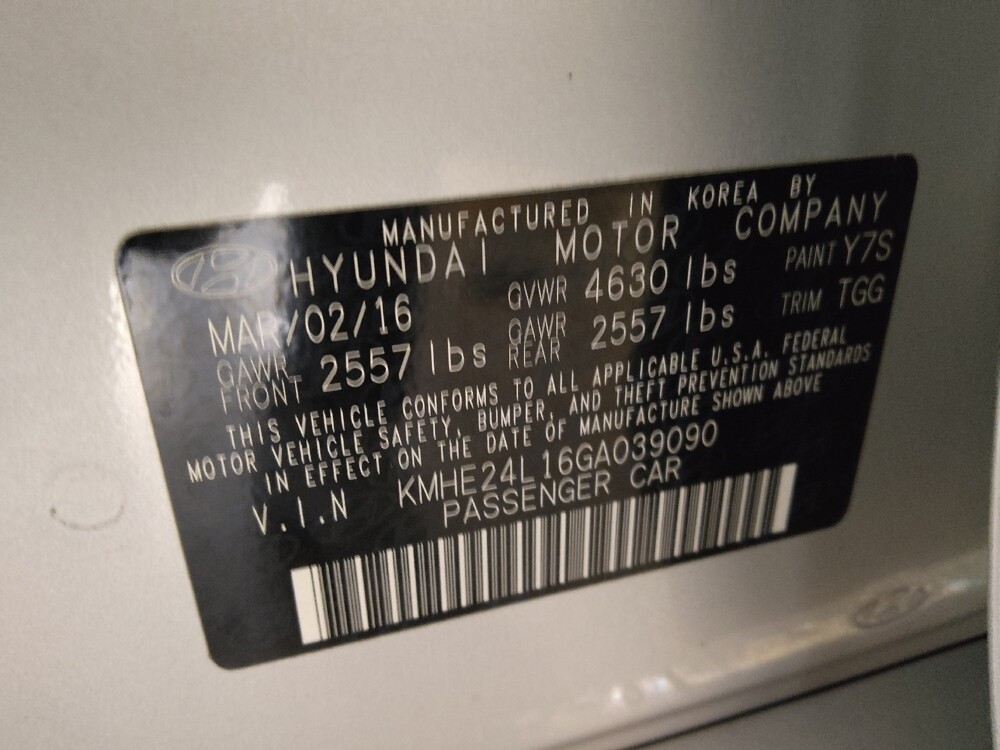 MANUFACTURED IN KOREA BY
HYUNDAI MOTOR COMPANY
MAR/02/16 GVWR 4630 lbs PAINT Y7S
GAWR FRONT 2557 lbs GAWR REAR 2557 lbs TRIM TGG
THIS VEHICLE CONFORMS TO ALL APPLICABLE U.S.A. FEDERAL
MOTOR VEHICLE SAFETY, BUMPER, AND THEFT PREVENTION STANDARDS
IN EFFECT ON THE DATE OF MANUFACTURE SHOWN ABOVE
V.I.N KMHE24L16GA039090
PASSENGER CAR